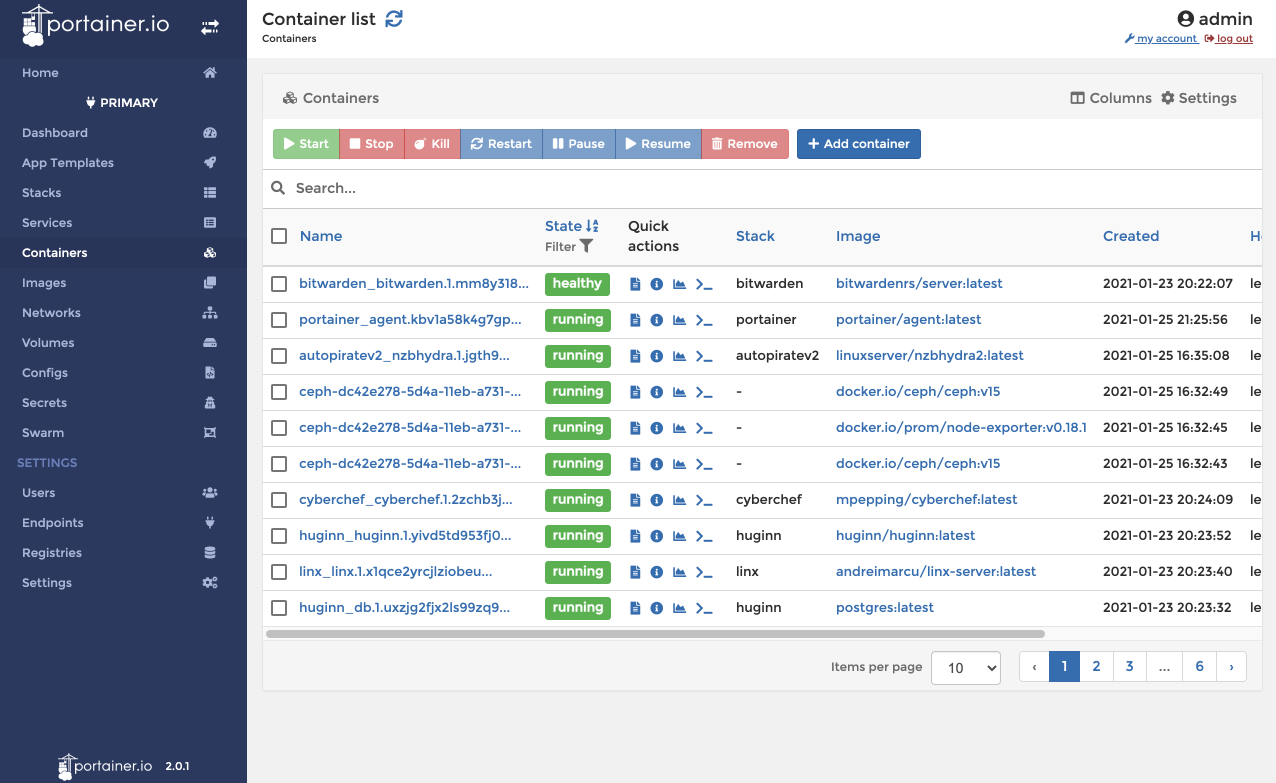 portainer.io
Container list
Containers
admin
my account log out
Home
PRIMARY
Dashboard
App Templates
Stacks
Services
Containers
Images
Networks
Volumes
Configs
Secrets
Swarm
SETTINGS
Users
Endpoints
Registries
Settings
portainer.io 2.0.1
Containers Columns Settings
Start Stop Kill Restart Pause Resume Remove + Add container
Search...
Name State Filter Quick actions Stack Image Created
bitwarden_bitwarden.1.mm8y318... healthy bitwarden bitwardenrs/server:latest 2021-01-23 20:22:07 le
portainer_agent.kbv1a58k4g7gp... running portainer portainer/agent:latest 2021-01-25 21:25:56 le
autopiratev2_nzbhydra.1.jgth9... running autopiratev2 linuxserver/nzbhydra2:latest 2021-01-25 16:35:08 le
ceph-dc42e278-5d4a-11eb-a731-... running - docker.io/ceph/ceph:v15 2021-01-25 16:32:49 le
ceph-dc42e278-5d4a-11eb-a731-... running - docker.io/prom/node-exporter:v0.18.1 2021-01-25 16:32:45 le
ceph-dc42e278-5d4a-11eb-a731-... running - docker.io/ceph/ceph:v15 2021-01-25 16:32:43 le
cyberchef_cyberchef.1.2zchb3j... running cyberchef mpepping/cyberchef:latest 2021-01-23 20:24:09 le
huginn_huginn.1.yivd5td953fj0... running huginn huginn/huginn:latest 2021-01-23 20:23:52 le
linx_linx.1.x1qce2yrcjlziobeu... running linx andreimarcu/linx-server:latest 2021-01-23 20:23:40 le
huginn_db.1.uxzjg2fjx2ls99zq9... running huginn postgres:latest 2021-01-23 20:23:32 le
Items per page 10 ‹ 1 2 3 ... 6 ›